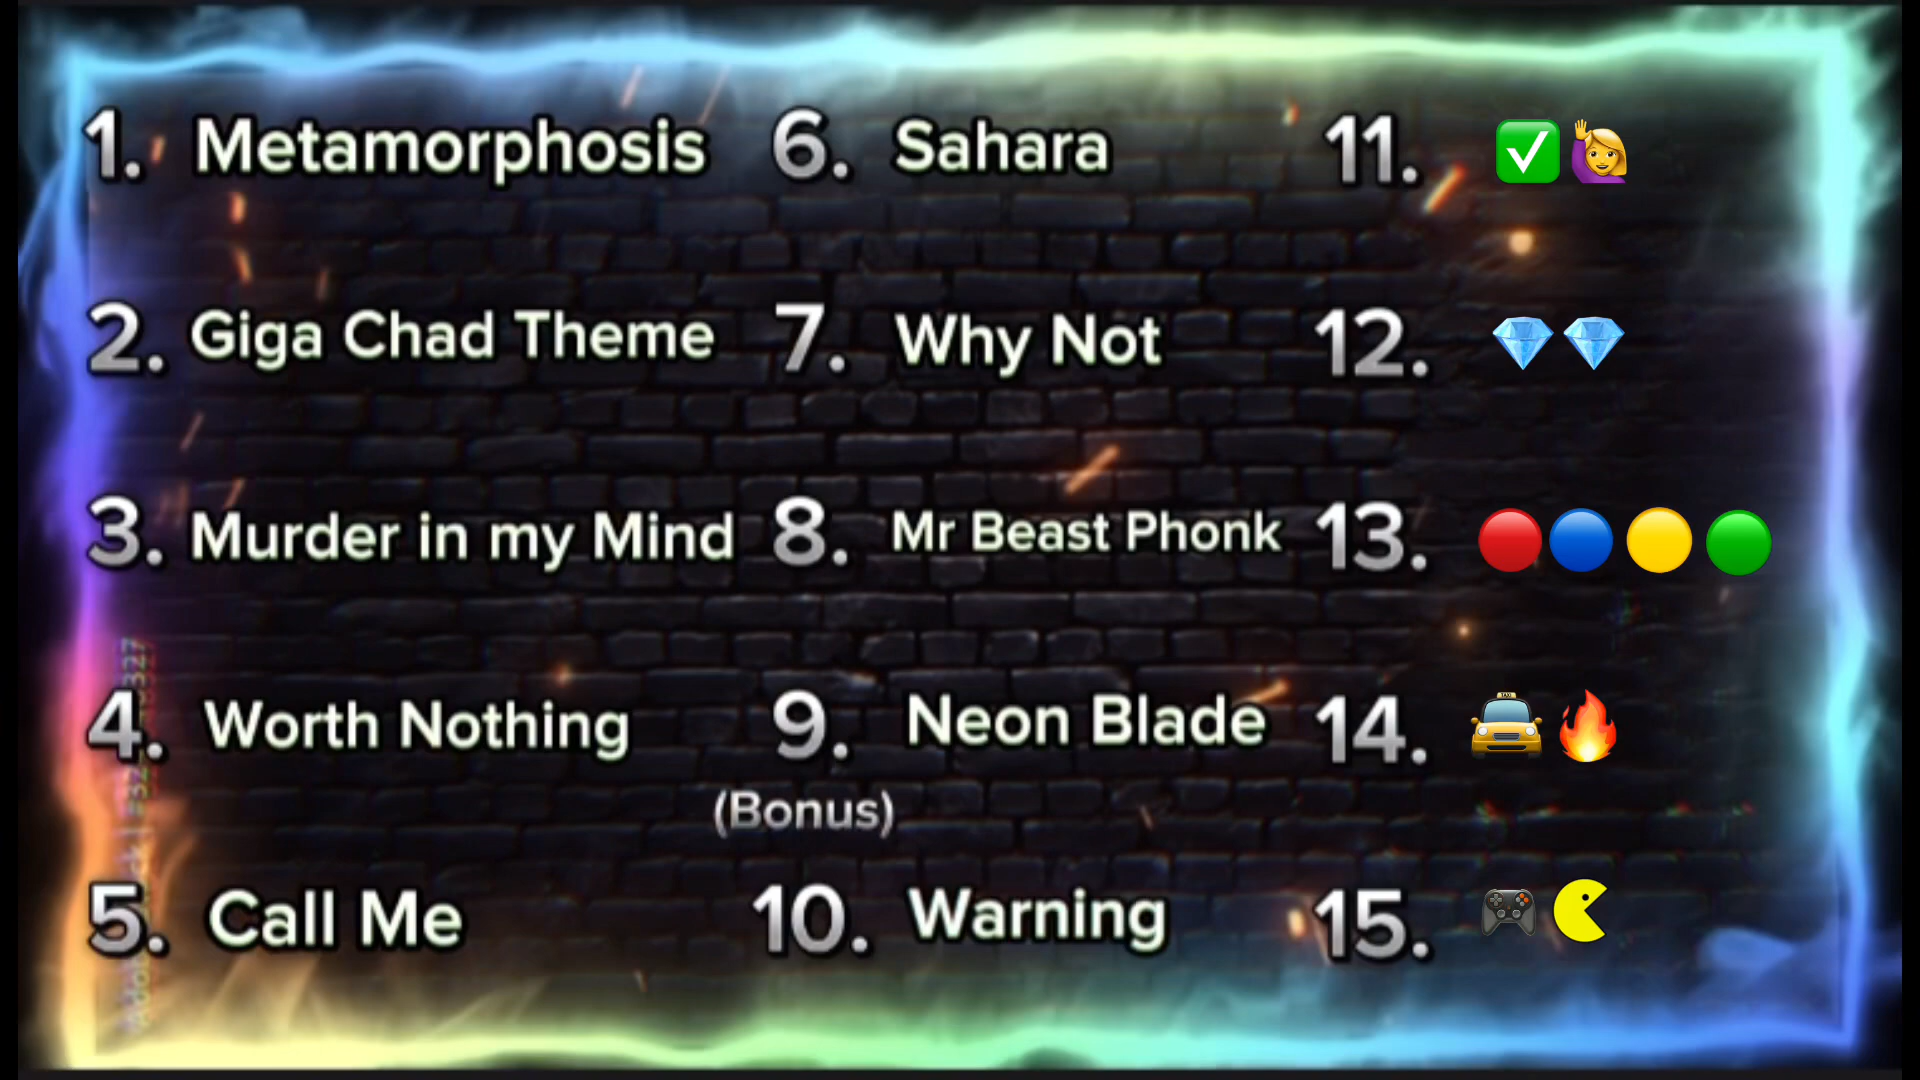 1. Metamorphosis
2. Giga Chad Theme
3. Murder in my Mind
4. Worth Nothing
5. Call Me
6. Sahara
7. Why Not
8. Mr Beast Phonk
9. Neon Blade
(Bonus)
10. Warning
11. ✅🙋‍♀️
12. 💎💎
13. 🔴🔵🟡🟢
14. 🚖🔥
15. 🎮